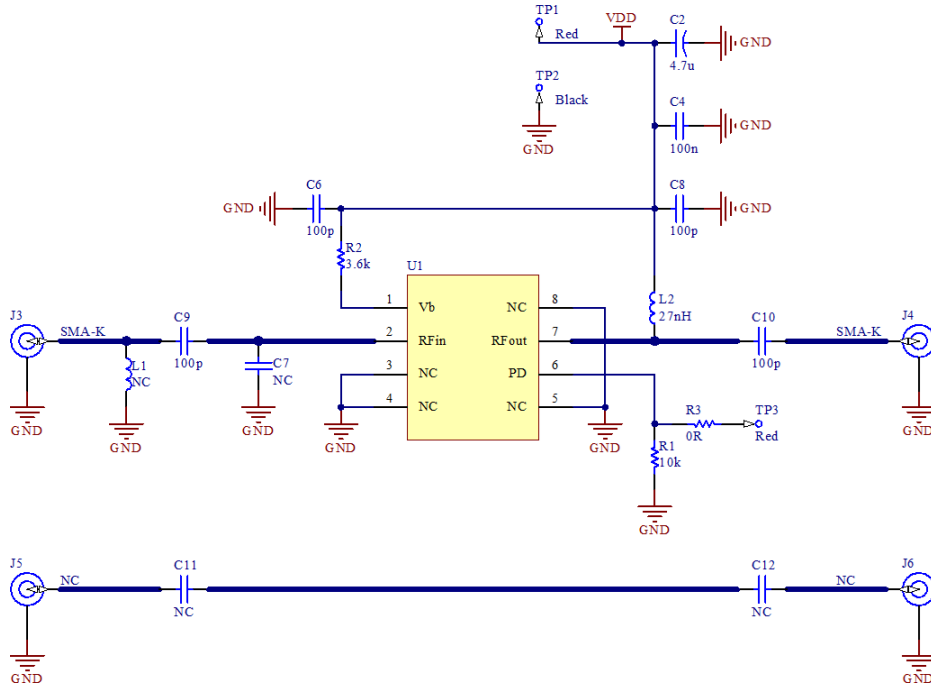 TP1
Red
VDD
C2
4.7u
GND
TP2
Black
GND
C4
100n
GND
GND
C6
100p
C8
100p
GND
R2
3.6k
U1
1
Vb
NC
8
L2
27nH
J3
SMA-K
C9
100p
2
RFin
RFout
7
C10
100p
SMA-K
J4
L1
NC
C7
NC
3
NC
PD
6
4
NC
NC
5
R3
0R
TP3
Red
R1
10k
GND
GND
GND
GND
GND
GND
GND
J5
NC
C11
NC
C12
NC
NC
J6
GND
GND